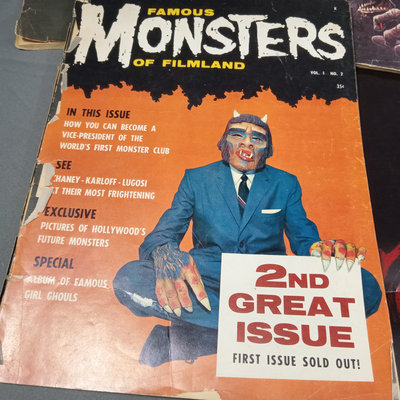 FAMOUS
MONSTERS
OF FILMLAND
VOL. 1 NO. 2
35¢
IN THIS ISSUE
HOW YOU CAN BECOME A
VICE-PRESIDENT OF THE
WORLD'S FIRST MONSTER CLUB
SEE
CHANEY - KARLOFF - LUGOSI
AT THEIR MOST FRIGHTENING
EXCLUSIVE
PICTURES OF HOLLYWOOD'S
FUTURE MONSTERS
SPECIAL
ALBUM OF FAMOUS
GIRL GHOULS
2ND
GREAT
ISSUE
FIRST ISSUE SOLD OUT!